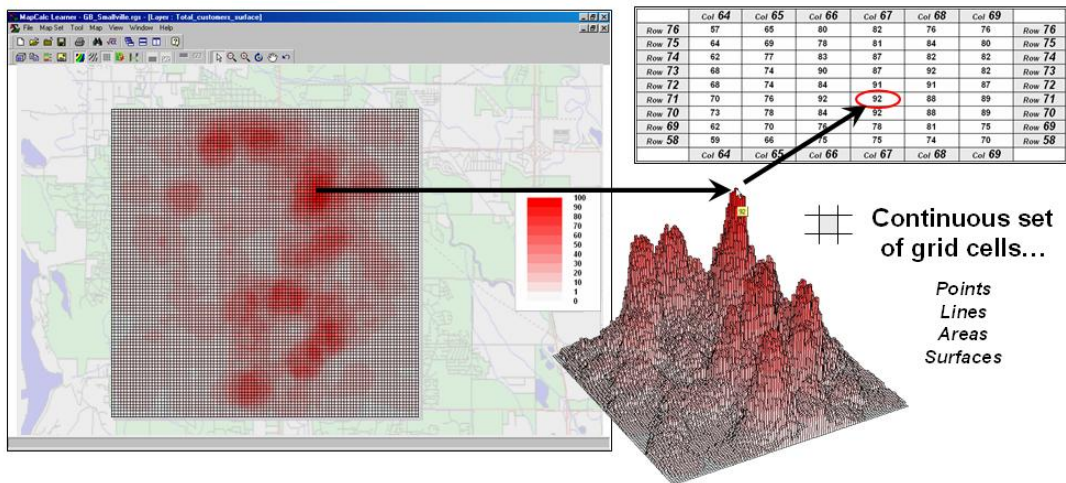 MapCalc Learner - GB_Smallville.rgs - [Layer : Total_customers_surface]
File Map Set Tool Map View Window Help
100
90
80
70
60
50
40
30
20
10
1
0
Col 64 Col 65 Col 66 Col 67 Col 68 Col 69
Row 76 57 65 80 82 76 76 Row 76
Row 75 64 69 78 81 84 80 Row 75
Row 74 62 77 83 87 82 82 Row 74
Row 73 68 74 90 87 92 82 Row 73
Row 72 68 74 84 91 91 87 Row 72
Row 71 70 76 92 92 88 89 Row 71
Row 70 73 78 84 92 88 89 Row 70
Row 69 62 70 76 78 81 75 Row 69
Row 58 59 66 75 75 74 70 Row 58
Col 64 Col 65 Col 66 Col 67 Col 68 Col 69
92
Continuous set
of grid cells…
Points
Lines
Areas
Surfaces